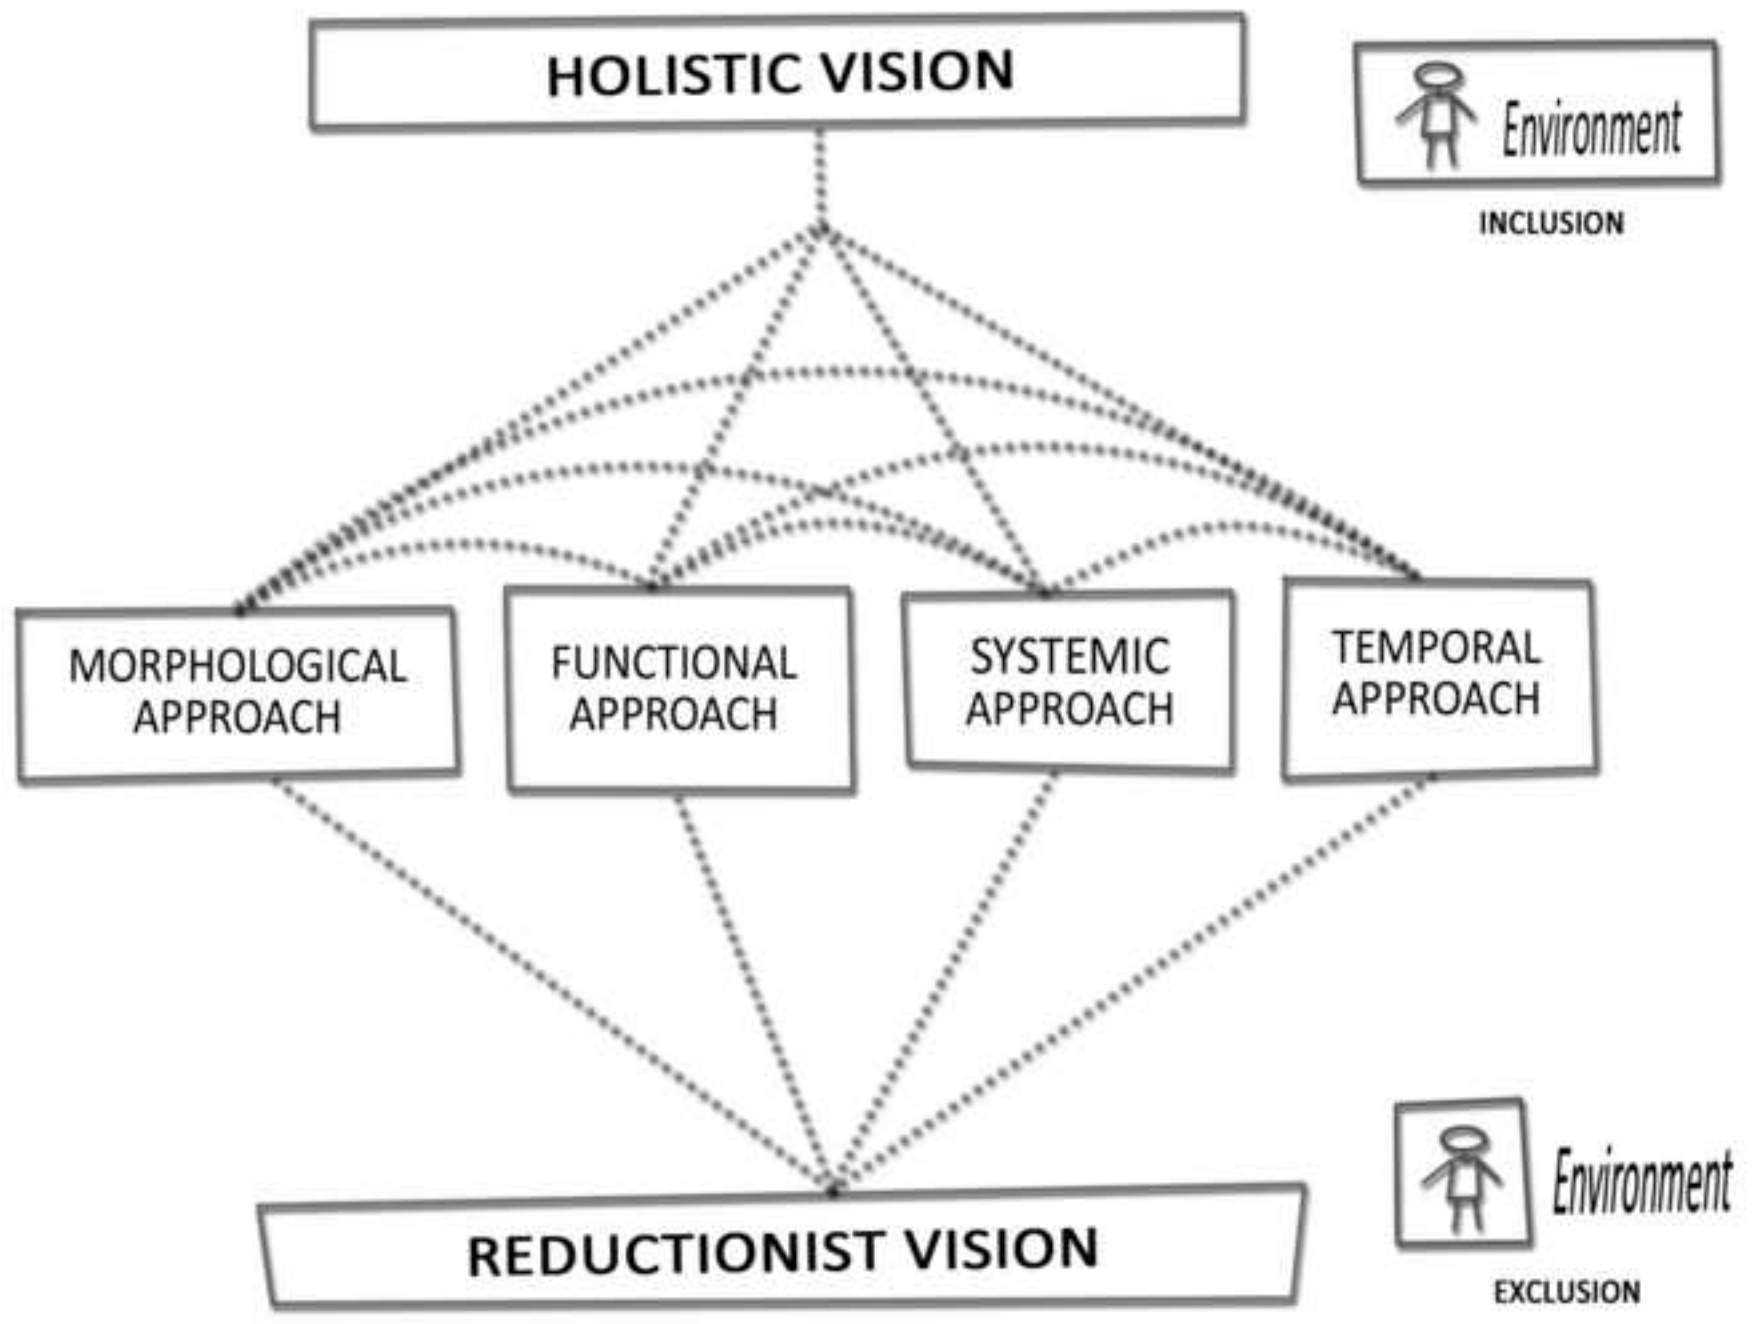 HOLISTIC VISION
Environment
INCLUSION
MORPHOLOGICAL
APPROACH
FUNCTIONAL
APPROACH
SYSTEMIC
APPROACH
TEMPORAL
APPROACH
REDUCTIONIST VISION
Environment
EXCLUSION